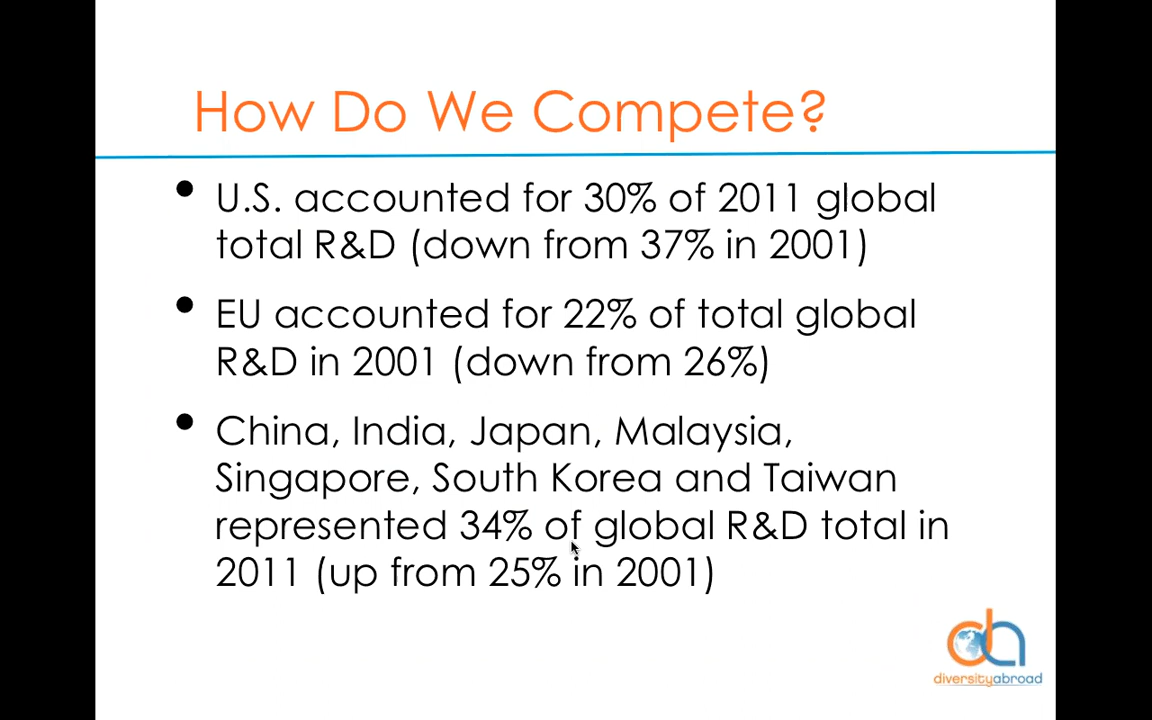 How Do We Compete?
• U.S. accounted for 30% of 2011 global
total R&D (down from 37% in 2001)
• EU accounted for 22% of total global
R&D in 2001 (down from 26%)
• China, India, Japan, Malaysia,
Singapore, South Korea and Taiwan
represented 34% of global R&D total in
2011 (up from 25% in 2001)
diversityabroad